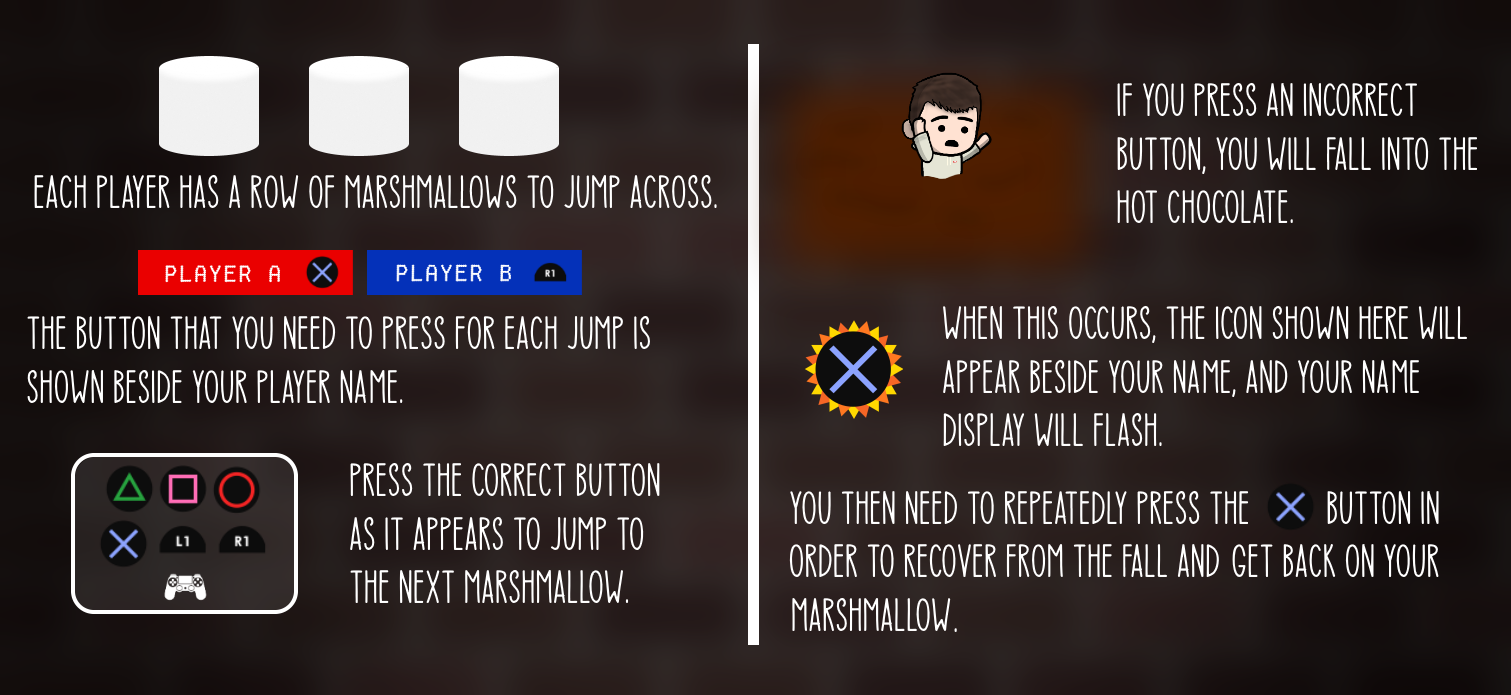 EACH PLAYER HAS A ROW OF MARSHMALLOWS TO JUMP ACROSS.
PLAYER A
PLAYER B R1
THE BUTTON THAT YOU NEED TO PRESS FOR EACH JUMP IS
SHOWN BESIDE YOUR PLAYER NAME.
L1 R1
PRESS THE CORRECT BUTTON
AS IT APPEARS TO JUMP TO
THE NEXT MARSHMALLOW.
IF YOU PRESS AN INCORRECT
BUTTON, YOU WILL FALL INTO THE
HOT CHOCOLATE.
WHEN THIS OCCURS, THE ICON SHOWN HERE WILL
APPEAR BESIDE YOUR NAME, AND YOUR NAME
DISPLAY WILL FLASH.
YOU THEN NEED TO REPEATEDLY PRESS THE BUTTON IN
ORDER TO RECOVER FROM THE FALL AND GET BACK ON YOUR
MARSHMALLOW.